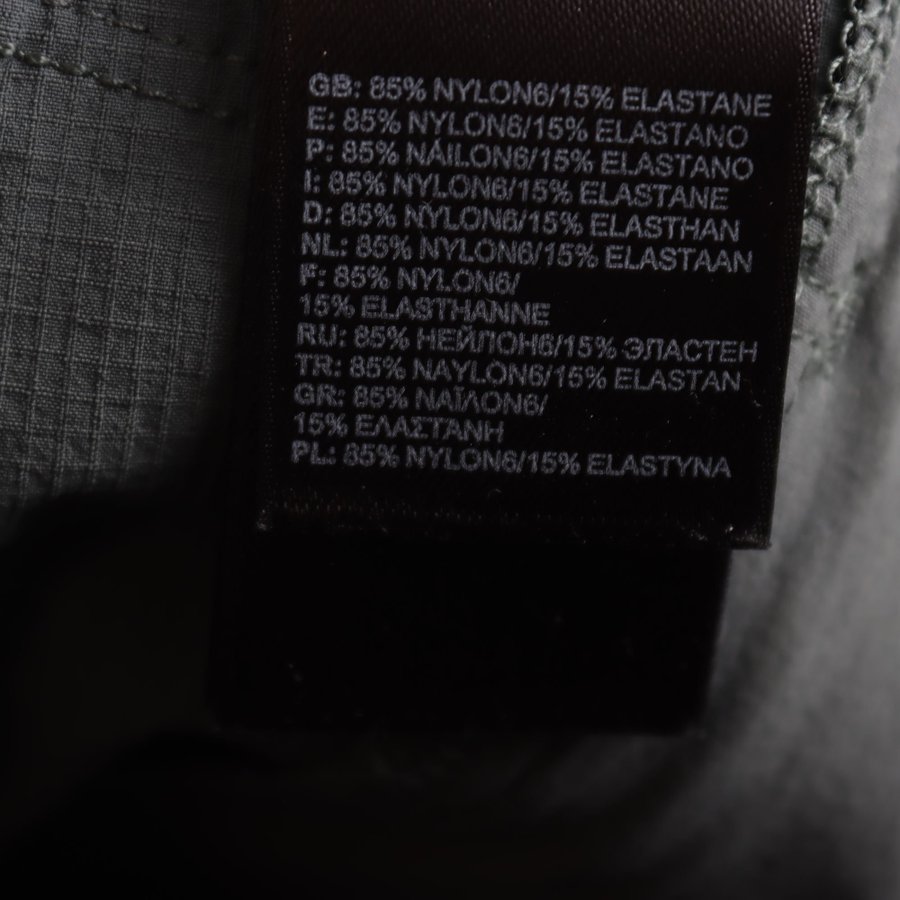 GB: 85% NYLON6/15% ELASTANE
E: 85% NYLON6/15% ELASTANO
P: 85% NÁILON6/15% ELASTANO
I: 85% NYLON6/15% ELASTANE
D: 85% NYLON6/15% ELASTHAN
NL: 85% NYLON6/15% ELASTAAN
F: 85% NYLON6/
15% ELASTHANNE
RU: 85% НЕЙЛОН6/15% ЭЛАСТЕН
TR: 85% NAYLON6/15% ELASTAN
GR: 85% ΝΑΪΛΟΝ6/
15% ΕΛΑΣΤΑΝΗ
PL: 85% NYLON6/15% ELASTYNA